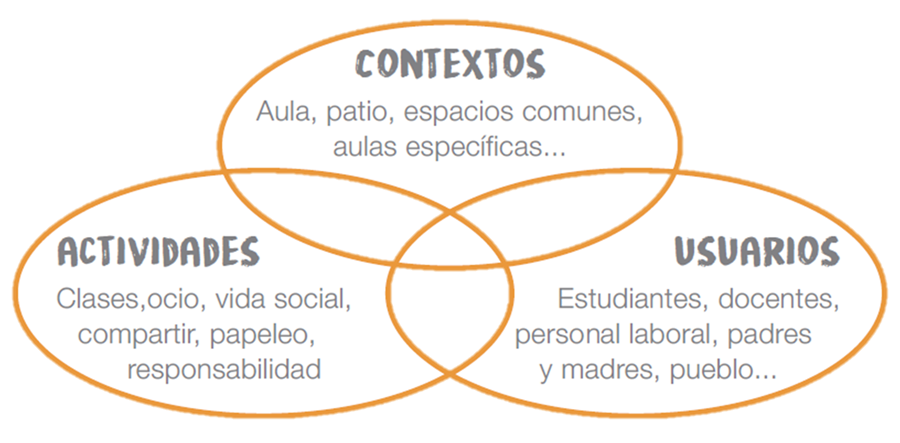 CONTEXTOS
Aula, patio, espacios comunes,
aulas específicas...
ACTIVIDADES
Clases,ocio, vida social,
compartir, papeleo,
responsabilidad
USUARIOS
Estudiantes, docentes,
personal laboral, padres
y madres, pueblo...